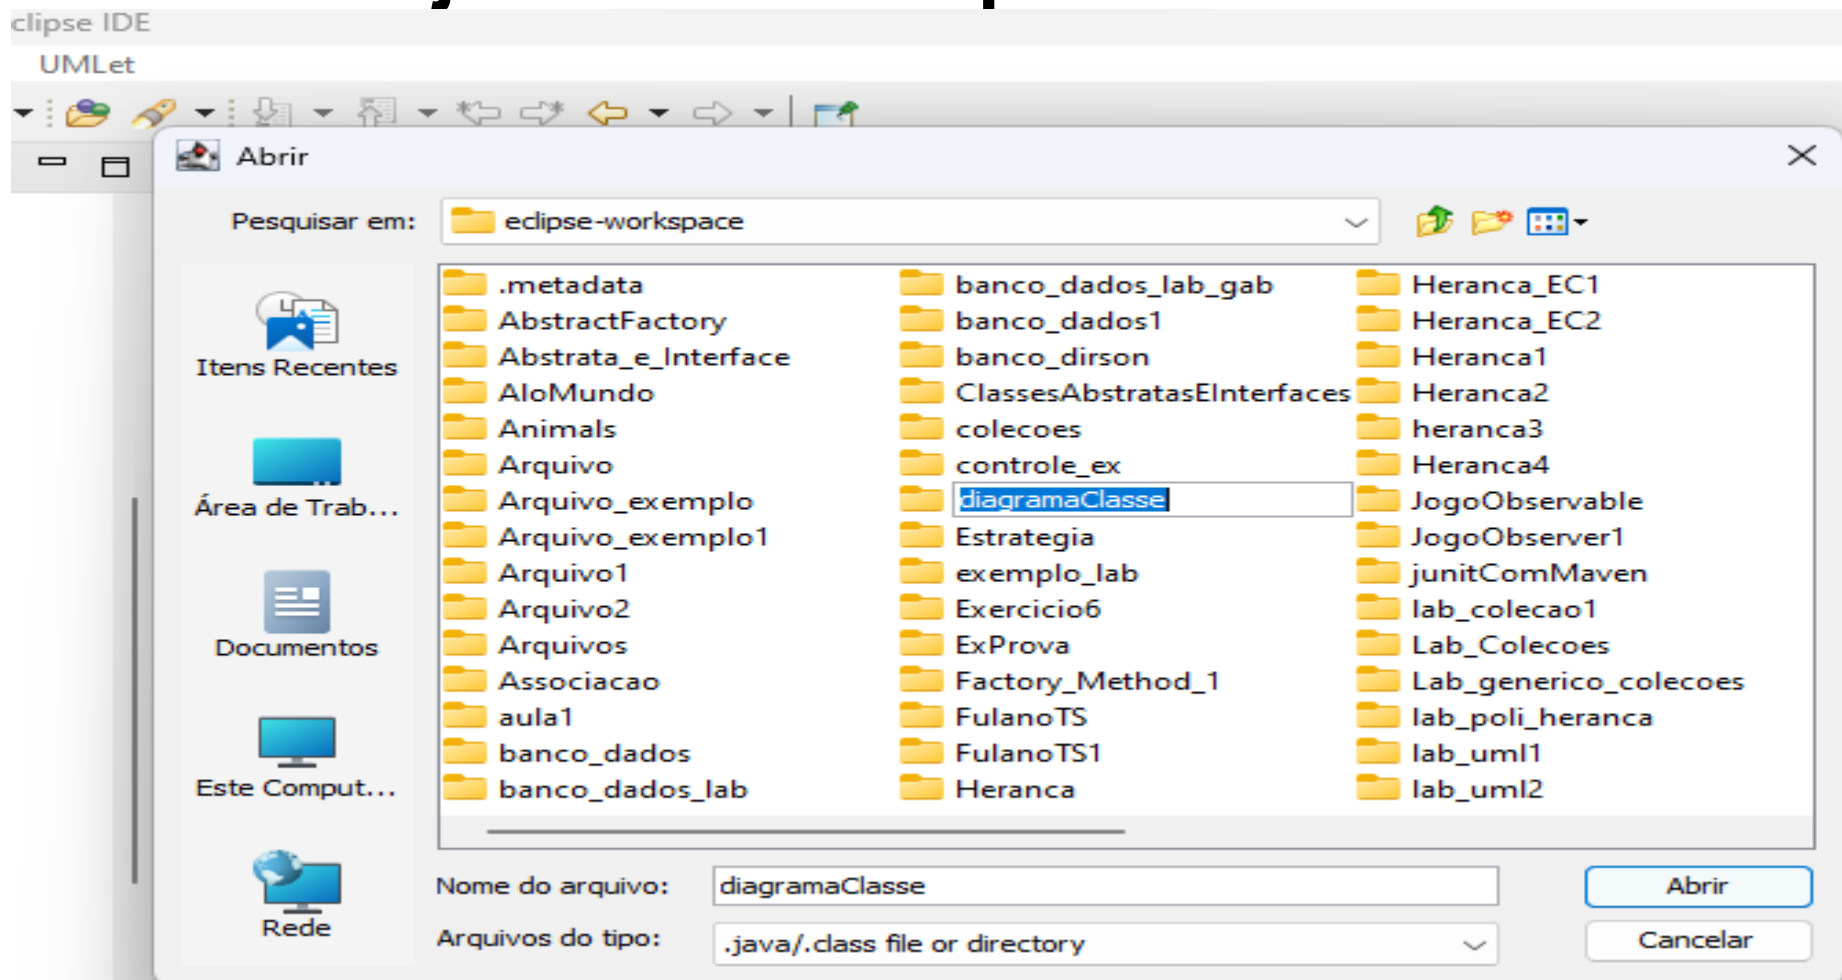 clipse IDE
UMLet
Abrir
Pesquisar em:
eclipse-workspace
Itens Recentes
Área de Trab...
Documentos
Este Comput...
Rede
.metadata
AbstractFactory
Abstrata_e_Interface
AloMundo
Animals
Arquivo
Arquivo_exemplo
Arquivo_exemplo1
Arquivo1
Arquivo2
Arquivos
Associacao
aula1
banco_dados
banco_dados_lab
banco_dados_lab_gab
banco_dados1
banco_dirson
ClassesAbstratasEInterfaces
colecoes
controle_ex
diagramaClasse
Estrategia
exemplo_lab
Exercicio6
ExProva
Factory_Method_1
FulanoTS
FulanoTS1
Heranca
Heranca_EC1
Heranca_EC2
Heranca1
Heranca2
heranca3
Heranca4
JogoObservable
JogoObserver1
junitComMaven
lab_colecao1
Lab_Colecoes
Lab_generico_colecoes
lab_poli_heranca
lab_uml1
lab_uml2
Nome do arquivo:
diagramaClasse
Abrir
Arquivos do tipo:
.java/.class file or directory
Cancelar